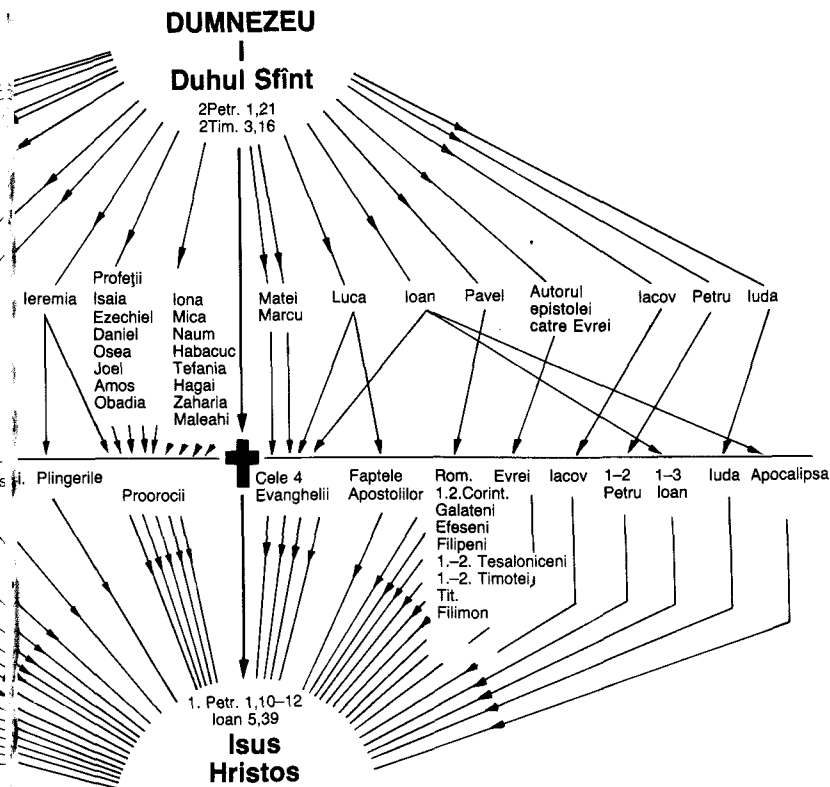 DUMNEZEU
Duhul Sfînt
2Petr. 1,21
2Tim. 3,16
Ieremia
Profeţii
Isaia
Ezechiel
Daniel
Osea
Joel
Amos
Obadia
Iona
Mica
Naum
Habacuc
Tefania
Hagai
Zaharia
Maleahi
Matei
Marcu
Luca
Ioan
Pavel
Autorul
epistolei
catre Evrei
Iacov
Petru
Iuda
Plingerile
Proorocii
Cele 4
Evanghelii
Faptele
Apostolilor
Rom.
1.2.Corint.
Galateni
Efeseni
Filipeni
1.–2. Tesaloniceni
1.–2. Timotei
Tit.
Filimon
Evrei
Iacov
1–2
Petru
1–3
Ioan
Iuda
Apocalipsa
1. Petr. 1,10–12
Ioan 5,39
Isus
Hristos